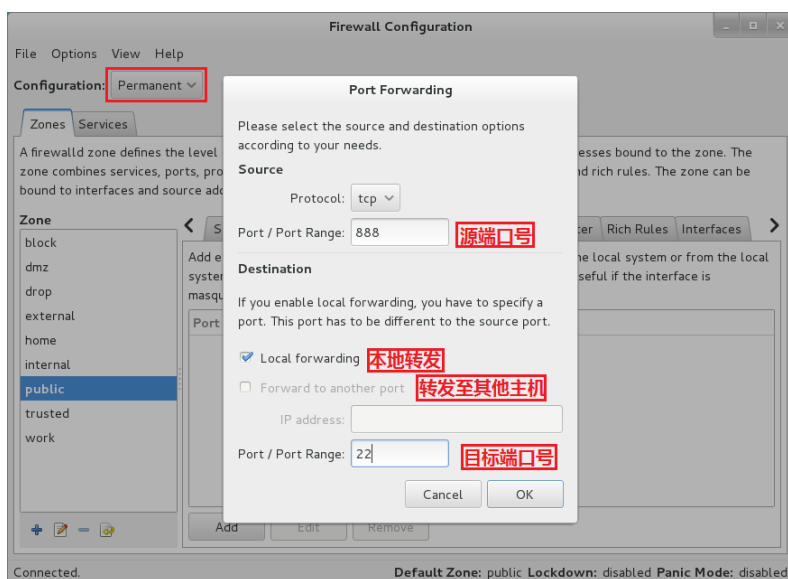 Firewall Configuration
File Options View Help
Configuration: Permanent
Port Forwarding
Zones Services
Please select the source and destination options
according to your needs.
A firewalld zone defines the level
esses bound to the zone. The
zone combines services, ports, pro
nd rich rules. The zone can be
bound to interfaces and source add
Source
Protocol: tcp
Zone
S
Port / Port Range: 888 源端口号
er Rich Rules Interfaces
block
dmz
drop
external
home
internal
public
trusted
work
Add e
he local system or from the local
system
seful if the interface is
masqu
Port
Destination
If you enable local forwarding, you have to specify a
port. This port has to be different to the source port.
Local forwarding 本地转发
Forward to another port 转发至其他主机
IP address:
Port / Port Range: 22 目标端口号
Cancel OK
Add Edit Remove
Connected.
Default Zone: public Lockdown: disabled Panic Mode: disabled